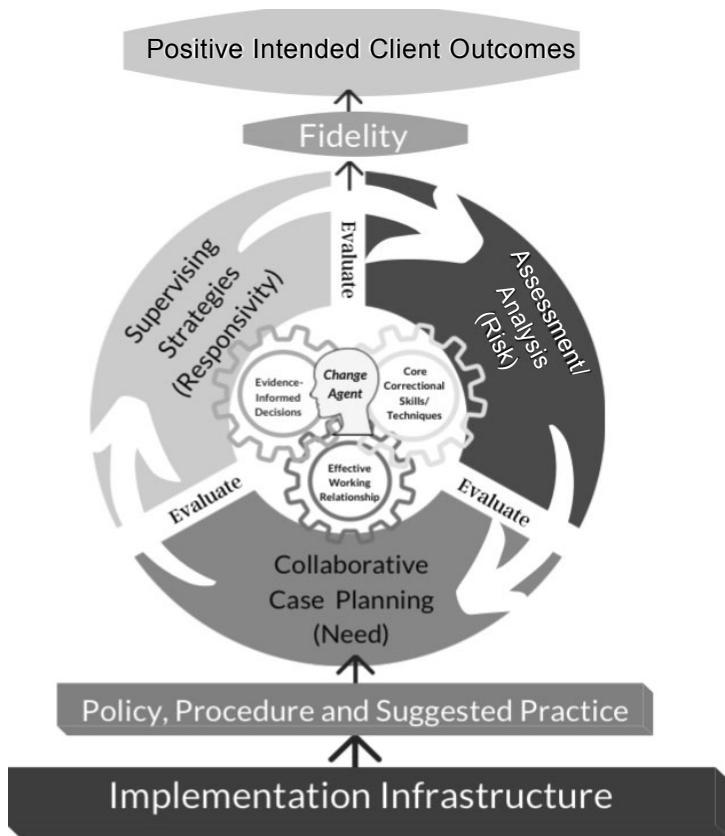 Positive Intended Client Outcomes
Fidelity
Evaluate
Supervising
Strategies
(Responsivity)
Assessment/
Analysis
(Risk)
Evidence-
Informed
Decisions
Change
Agent
Core
Correctional
Skills/
Techniques
Effective
Working
Relationship
Evaluate
Evaluate
Collaborative
Case Planning
(Need)
Policy, Procedure and Suggested Practice
Implementation Infrastructure